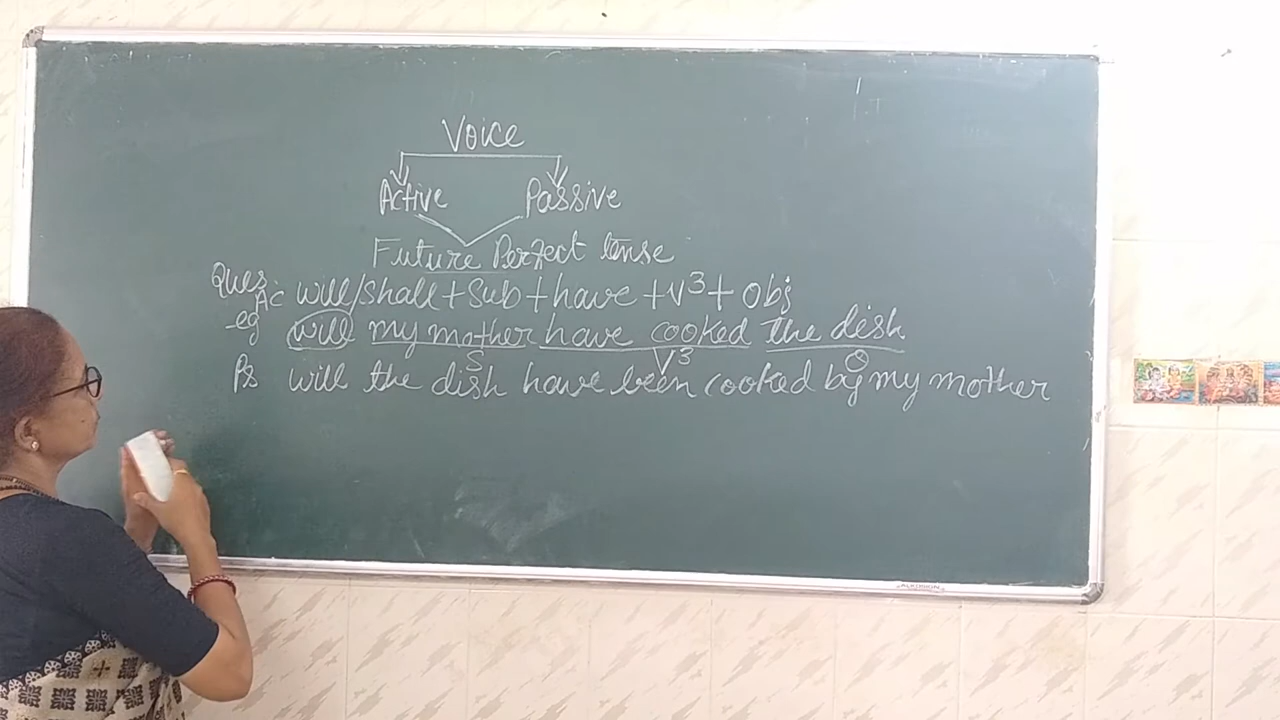 Voice
Active Passive
Future Perfect tense
Ques
Ac will/shall + Sub + have + V3 + Obj
eg will my mother have cooked the dish
S V3 O
Ps will the dish have been cooked by my mother